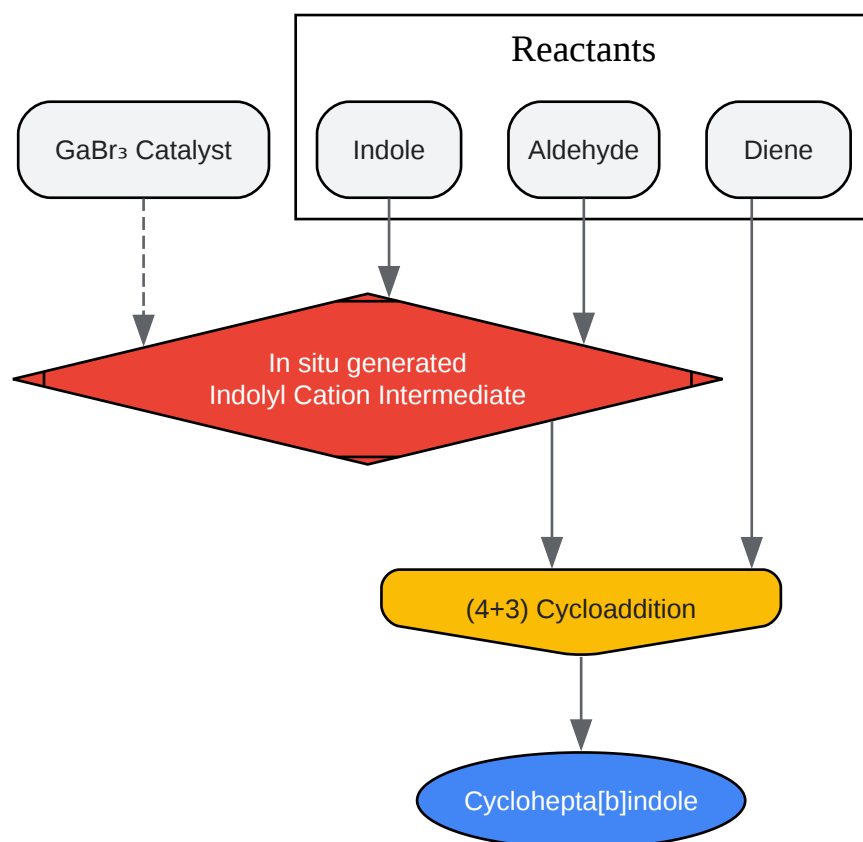 Reactants
GaBr₃ Catalyst
Indole
Aldehyde
Diene
In situ generated
Indolyl Cation Intermediate
(4+3) Cycloaddition
Cyclohepta[b]indole